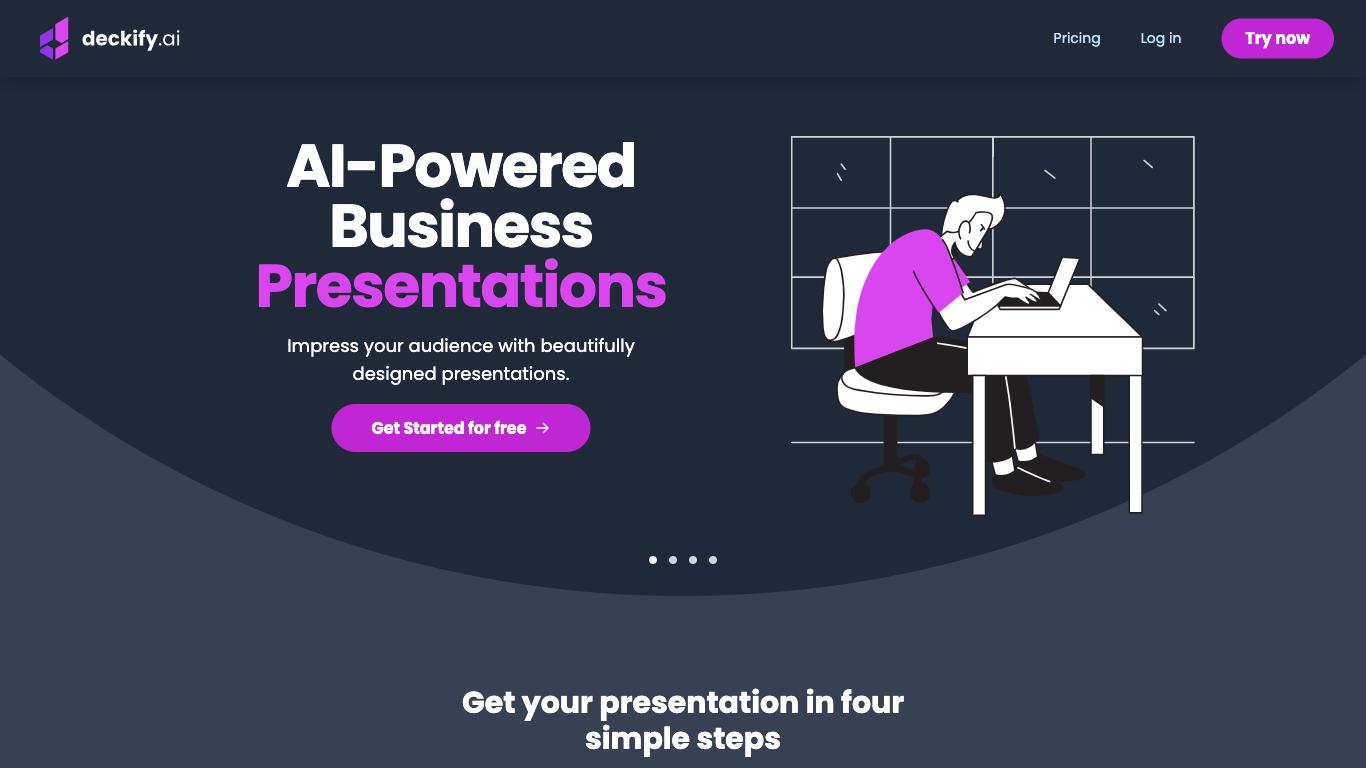 deckify.ai
Pricing
Log in
Try now
AI-Powered
Business
Presentations
Impress your audience with beautifully
designed presentations.
Get Started for free →
Get your presentation in four
simple steps